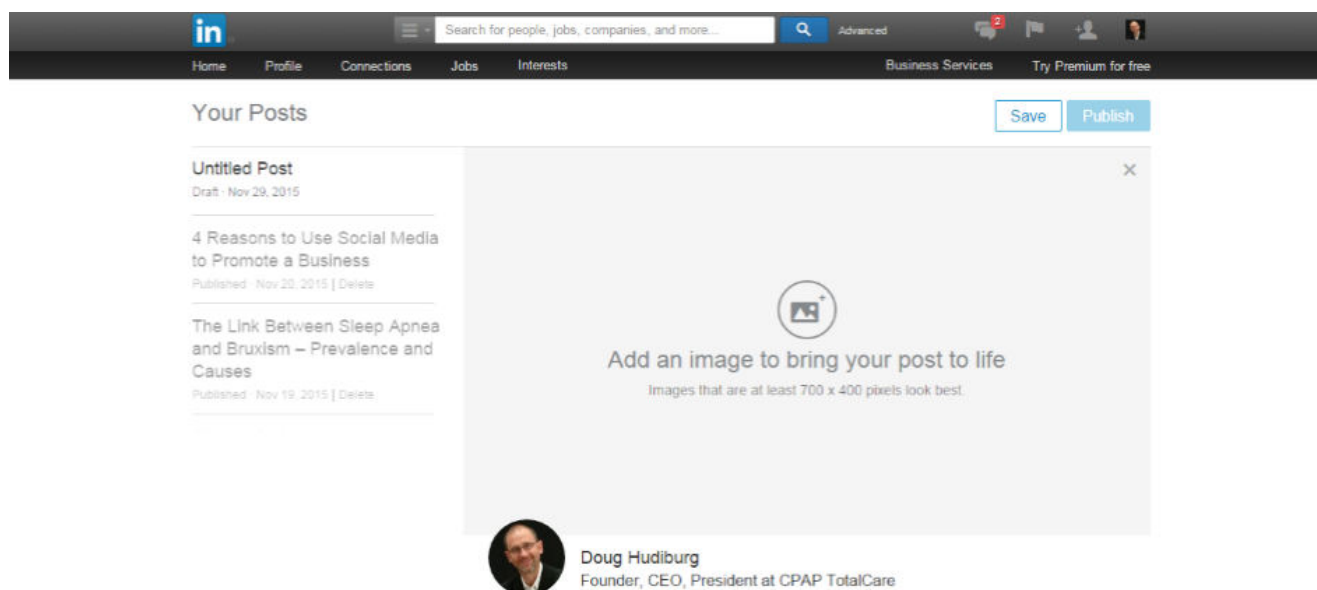 in
Search for people, jobs, companies, and more...
Advanced
2
Home Profile Connections Jobs Interests Business Services Try Premium for free
Your Posts
Save Publish
Untitled Post
Draft · Nov 29, 2015
4 Reasons to Use Social Media
to Promote a Business
Published · Nov 20, 2015 | Delete
The Link Between Sleep Apnea
and Bruxism – Prevalence and
Causes
Published · Nov 19, 2015 | Delete
Add an image to bring your post to life
Images that are at least 700 x 400 pixels look best.
Doug Hudiburg
Founder, CEO, President at CPAP TotalCare